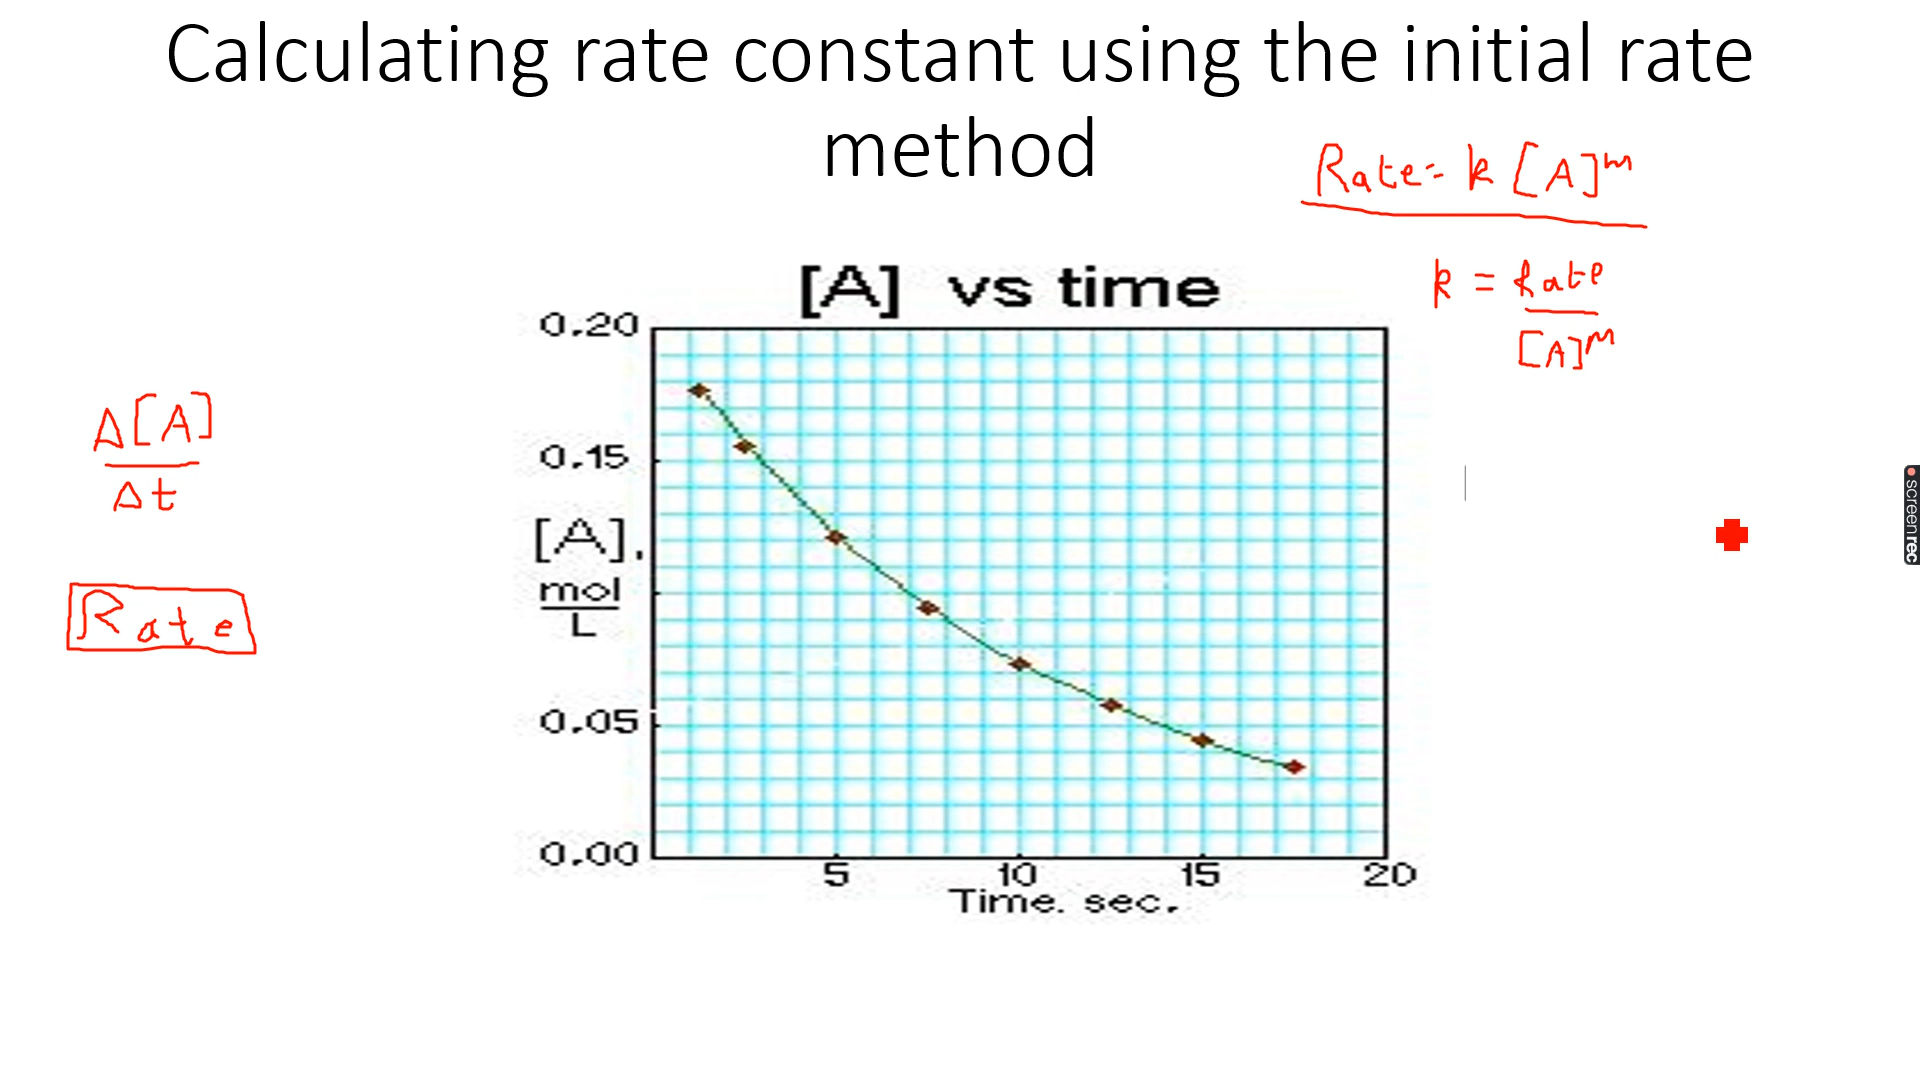 Calculating rate constant using the initial rate
method
Rate = k [A]^m
k = Rate
[A]^m
Δ[A]
Δt
Rate
[A] vs time
0.20
0.15
[A],
mol
L
0.05
0.00
5 10 15 20
Time. sec.
screenrec